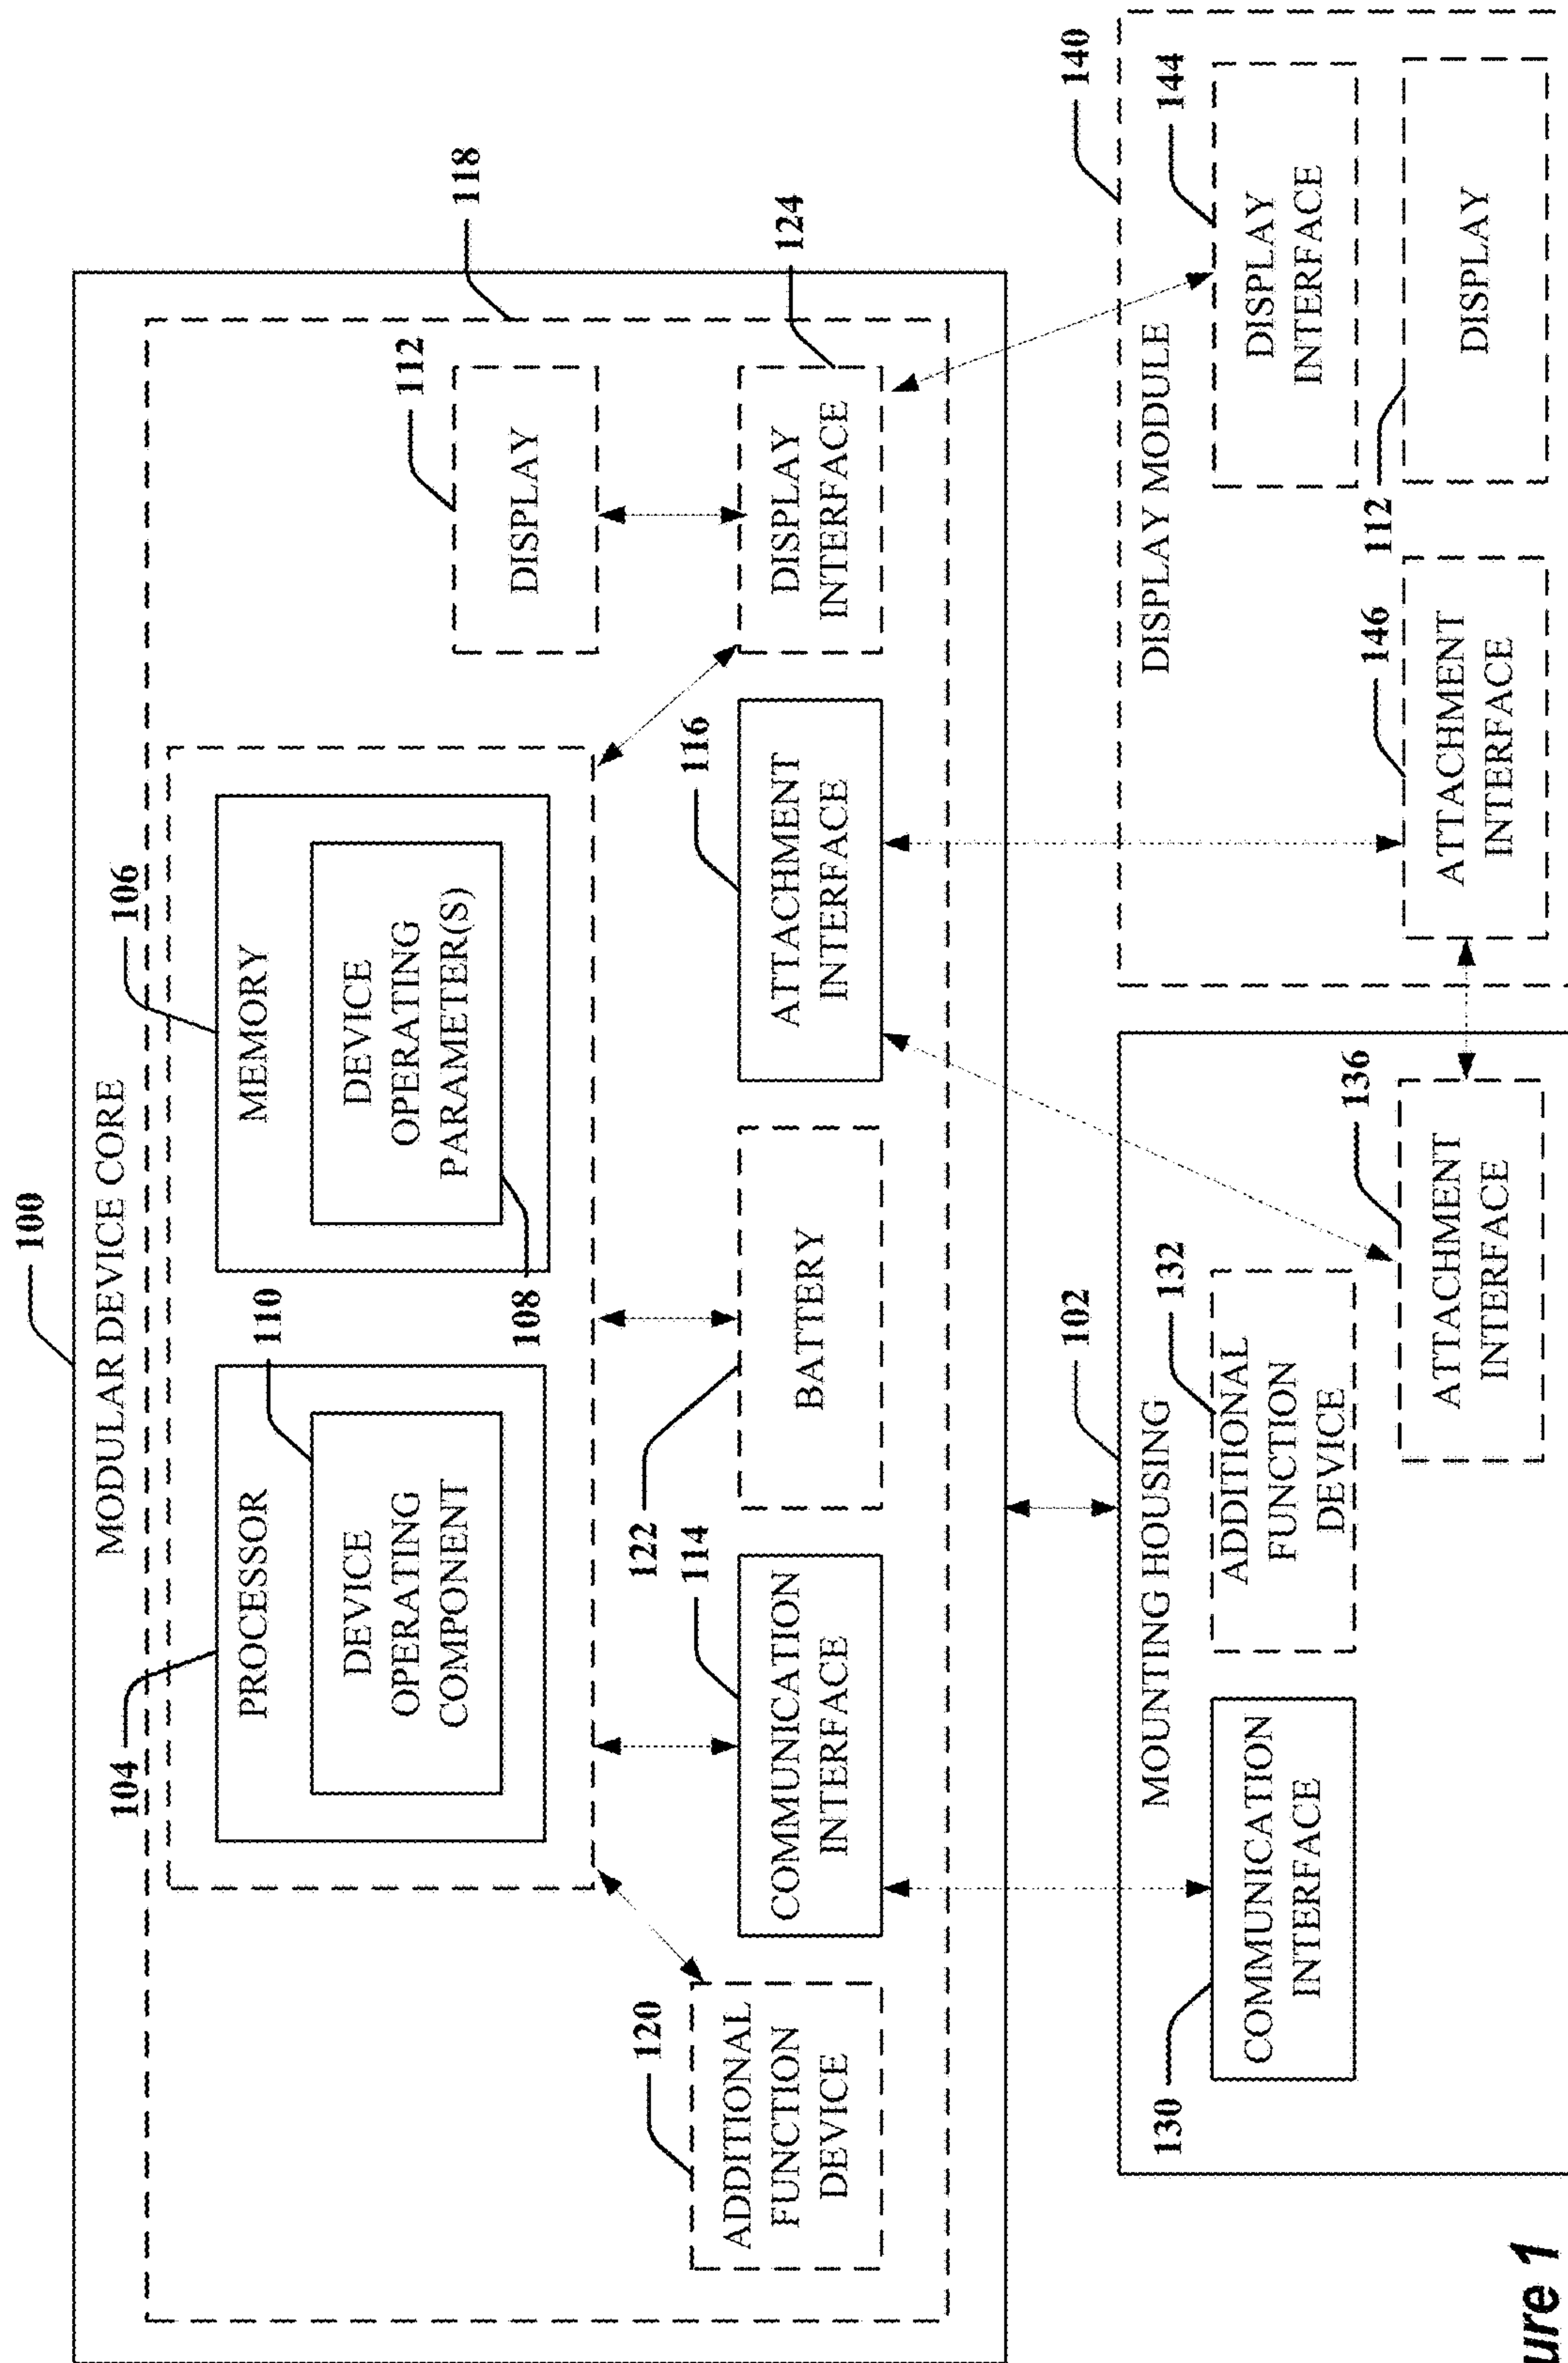 100
MODULAR DEVICE CORE
118
104
PROCESSOR
110
DEVICE
OPERATING
COMPONENT
106
MEMORY
DEVICE
OPERATING
PARAMETER(S)
108
112
DISPLAY
120
ADDITIONAL
FUNCTION
DEVICE
114
COMMUNICATION
INTERFACE
122
BATTERY
116
ATTACHMENT
INTERFACE
124
DISPLAY
INTERFACE
102
MOUNTING HOUSING
130
COMMUNICATION
INTERFACE
132
ADDITIONAL
FUNCTION
DEVICE
136
ATTACHMENT
INTERFACE
140
DISPLAY MODULE
144
DISPLAY
INTERFACE
146
ATTACHMENT
INTERFACE
112
DISPLAY
ure 1